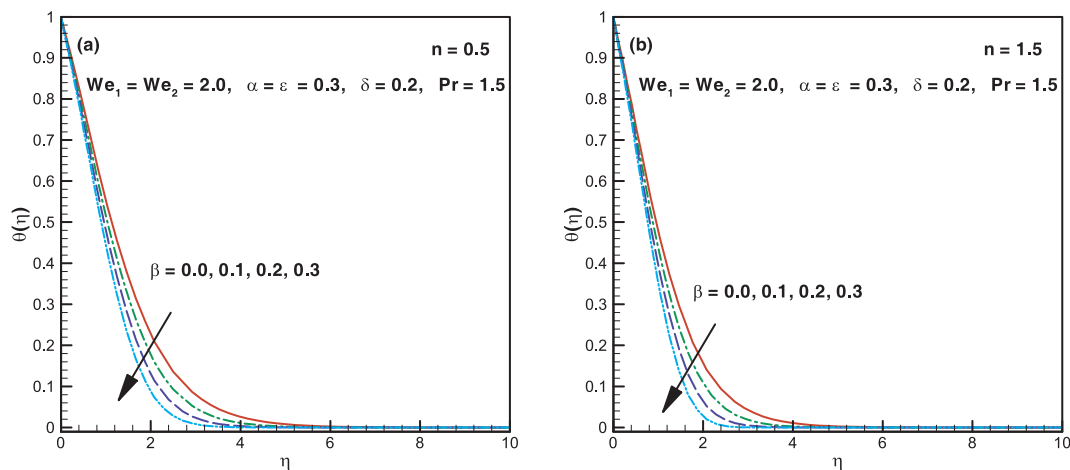 (a)
n = 0.5
We₁ = We₂ = 2.0, α = ε = 0.3, δ = 0.2, Pr = 1.5
β = 0.0, 0.1, 0.2, 0.3
θ(η)
1
0.9
0.8
0.7
0.6
0.5
0.4
0.3
0.2
0.1
0
0 2 4 6 8 10
η
(b)
n = 1.5
We₁ = We₂ = 2.0, α = ε = 0.3, δ = 0.2, Pr = 1.5
β = 0.0, 0.1, 0.2, 0.3
θ(η)
1
0.9
0.8
0.7
0.6
0.5
0.4
0.3
0.2
0.1
0
0 2 4 6 8 10
η